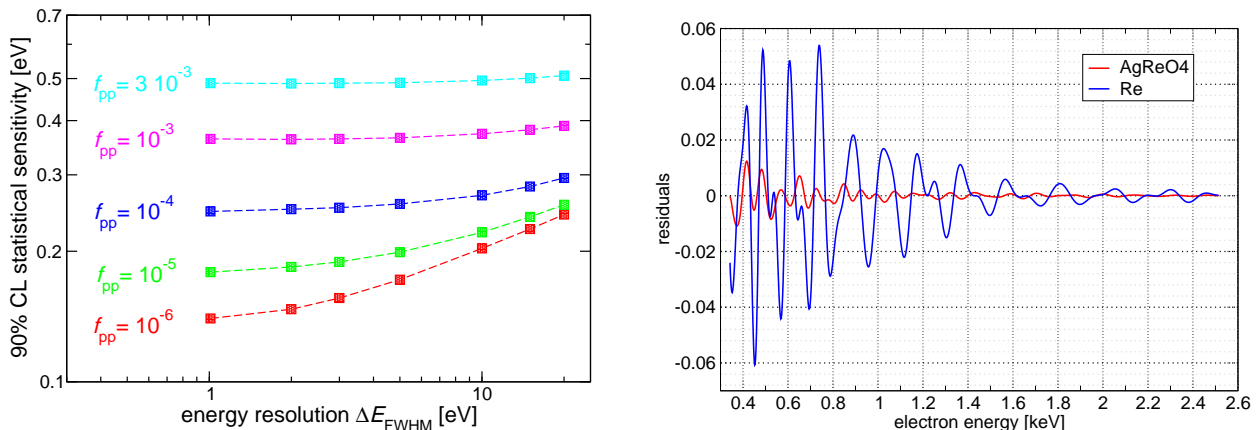 0.7
0.5
0.4
0.3
0.2
0.1
90% CL statistical sensitivity [eV]
f_pp = 3 10^-3
f_pp = 10^-3
f_pp = 10^-4
f_pp = 10^-5
f_pp = 10^-6
1 10
energy resolution ΔE_FWHM [eV]
0.06
0.04
0.02
0
-0.02
-0.04
-0.06
residuals
AgReO4
Re
0.4 0.6 0.8 1 1.2 1.4 1.6 1.8 2 2.2 2.4 2.6
electron energy [keV]